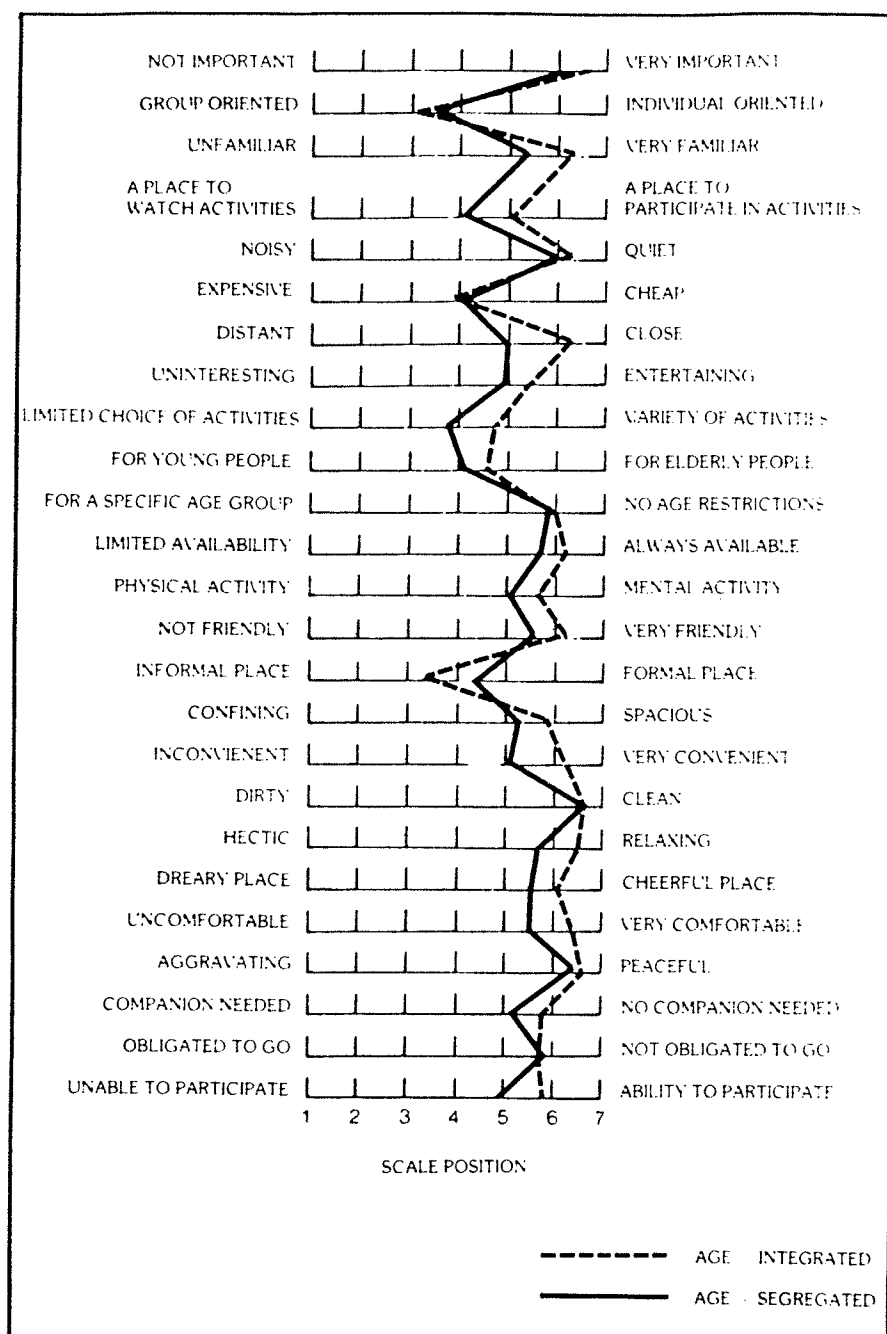 NOT IMPORTANT VERY IMPORTANT
GROUP ORIENTED INDIVIDUAL ORIENTED
UNFAMILIAR VERY FAMILIAR
A PLACE TO A PLACE TO
WATCH ACTIVITIES PARTICIPATE IN ACTIVITIES
NOISY QUIET
EXPENSIVE CHEAP
DISTANT CLOSE
UNINTERESTING ENTERTAINING
LIMITED CHOICE OF ACTIVITIES VARIETY OF ACTIVITIES
FOR YOUNG PEOPLE FOR ELDERLY PEOPLE
FOR A SPECIFIC AGE GROUP NO AGE RESTRICTIONS
LIMITED AVAILABILITY ALWAYS AVAILABLE
PHYSICAL ACTIVITY MENTAL ACTIVITY
NOT FRIENDLY VERY FRIENDLY
INFORMAL PLACE FORMAL PLACE
CONFINING SPACIOUS
INCONVIENENT VERY CONVENIENT
DIRTY CLEAN
HECTIC RELAXING
DREARY PLACE CHEERFUL PLACE
UNCOMFORTABLE VERY COMFORTABLE
AGGRAVATING PEACEFUL
COMPANION NEEDED NO COMPANION NEEDED
OBLIGATED TO GO NOT OBLIGATED TO GO
UNABLE TO PARTICIPATE ABILITY TO PARTICIPATE
1 2 3 4 5 6 7
SCALE POSITION
AGE INTEGRATED
AGE - SEGREGATED